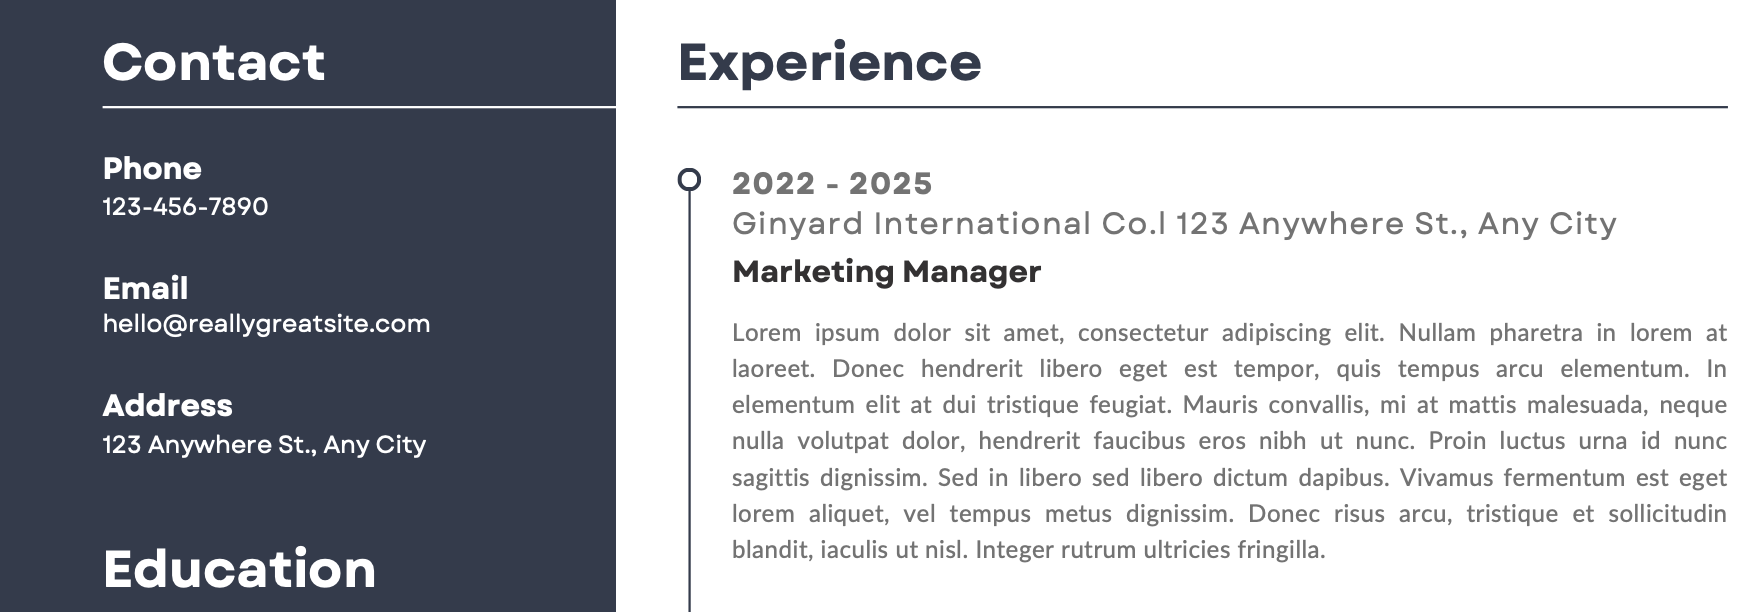 Contact
Phone
123-456-7890
Email
hello@reallygreatsite.com
Address
123 Anywhere St., Any City
Education
Experience
2022 - 2025
Ginyard International Co.l 123 Anywhere St., Any City
Marketing Manager
Lorem ipsum dolor sit amet, consectetur adipiscing elit. Nullam pharetra in lorem at
laoreet. Donec hendrerit libero eget est tempor, quis tempus arcu elementum. In
elementum elit at dui tristique feugiat. Mauris convallis, mi at mattis malesuada, neque
nulla volutpat dolor, hendrerit faucibus eros nibh ut nunc. Proin luctus urna id nunc
sagittis dignissim. Sed in libero sed libero dictum dapibus. Vivamus fermentum est eget
lorem aliquet, vel tempus metus dignissim. Donec risus arcu, tristique et sollicitudin
blandit, iaculis ut nisl. Integer rutrum ultricies fringilla.